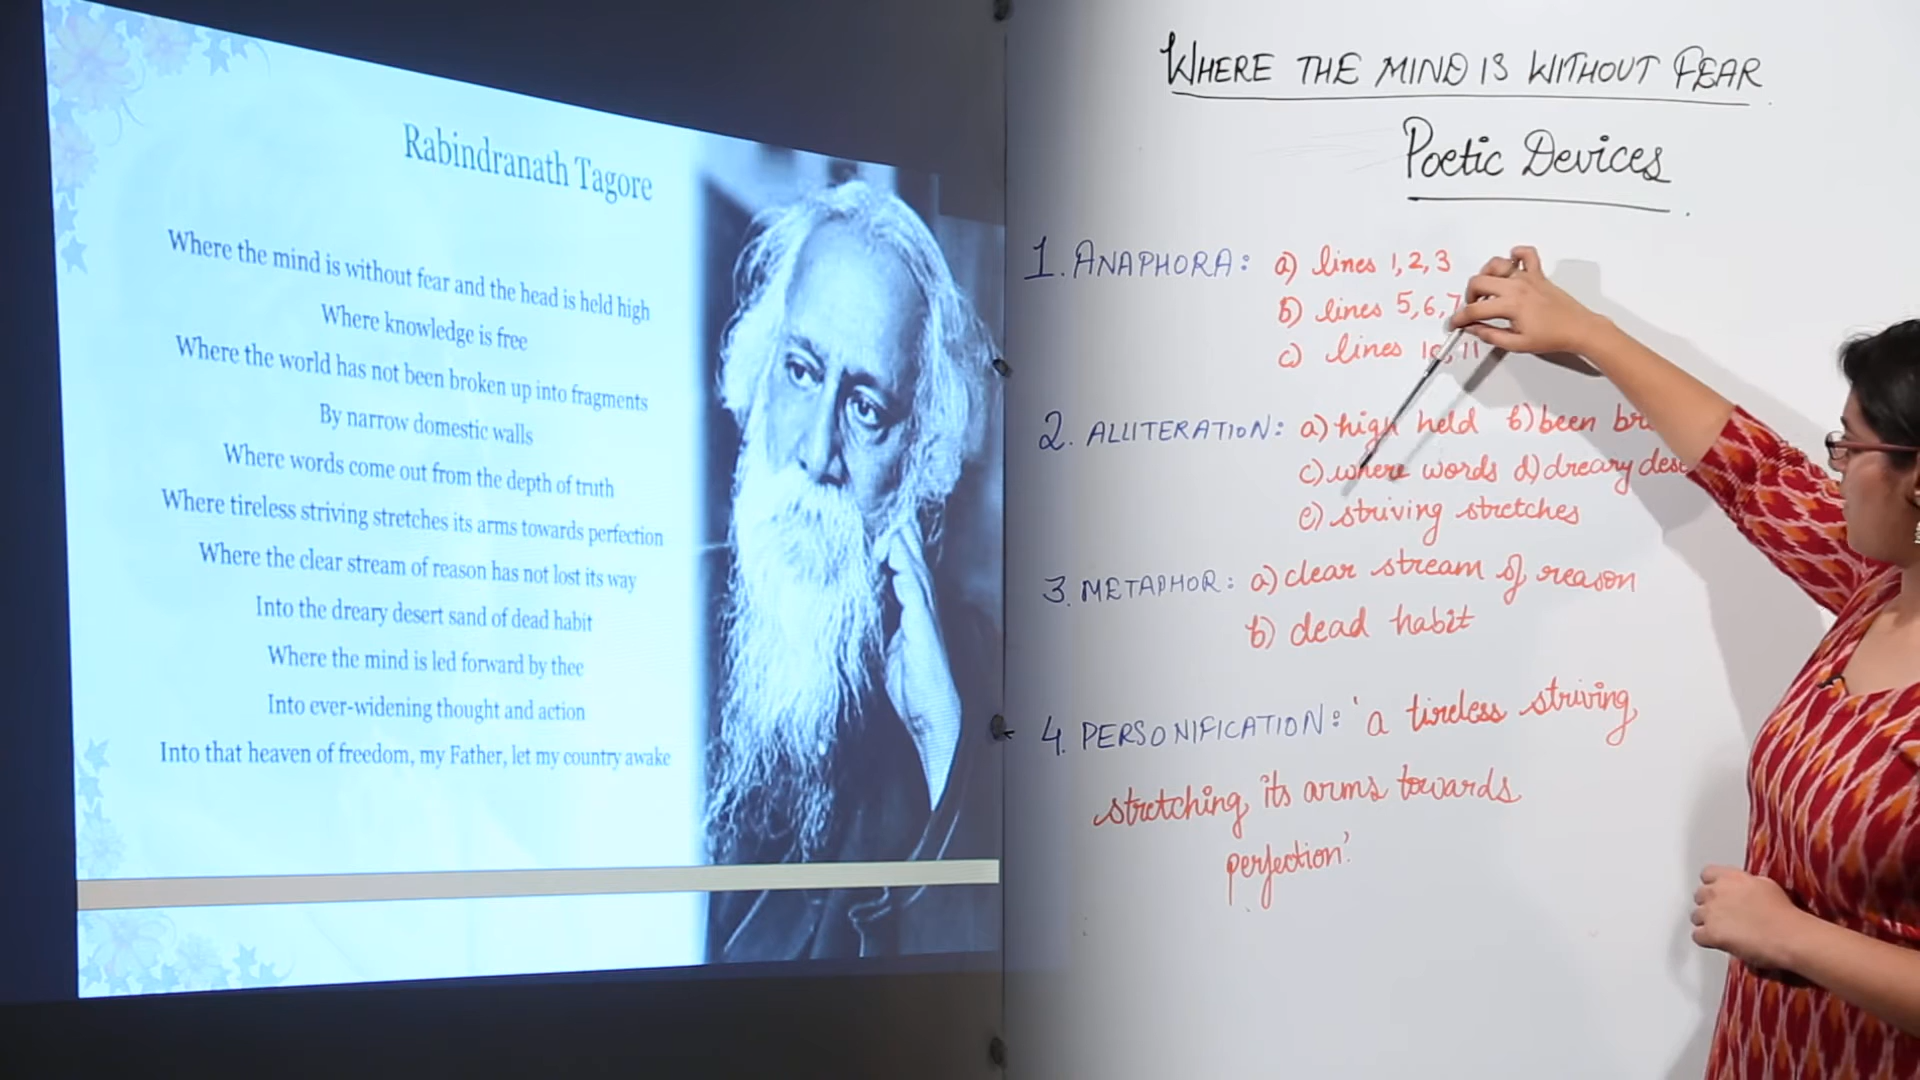 Rabindranath Tagore
Where the mind is without fear and the head is held high
Where knowledge is free
Where the world has not been broken up into fragments
By narrow domestic walls
Where words come out from the depth of truth
Where tireless striving stretches its arms towards perfection
Where the clear stream of reason has not lost its way
Into the dreary desert sand of dead habit
Where the mind is led forward by thee
Into ever-widening thought and action
Into that heaven of freedom, my Father, let my country awake
WHERE THE MIND IS WITHOUT FEAR
Poetic Devices
1. ANAPHORA: a) lines 1, 2, 3
b) lines 5, 6, 7
c) lines 10, 11
2. ALLITERATION: a) high held b) been
c) where words d) dreary
e) striving stretches
3. METAPHOR: a) clear stream of reason
b) dead habit
4. PERSONIFICATION: 'a tireless striving,
stretching, its arms towards
perfection'.